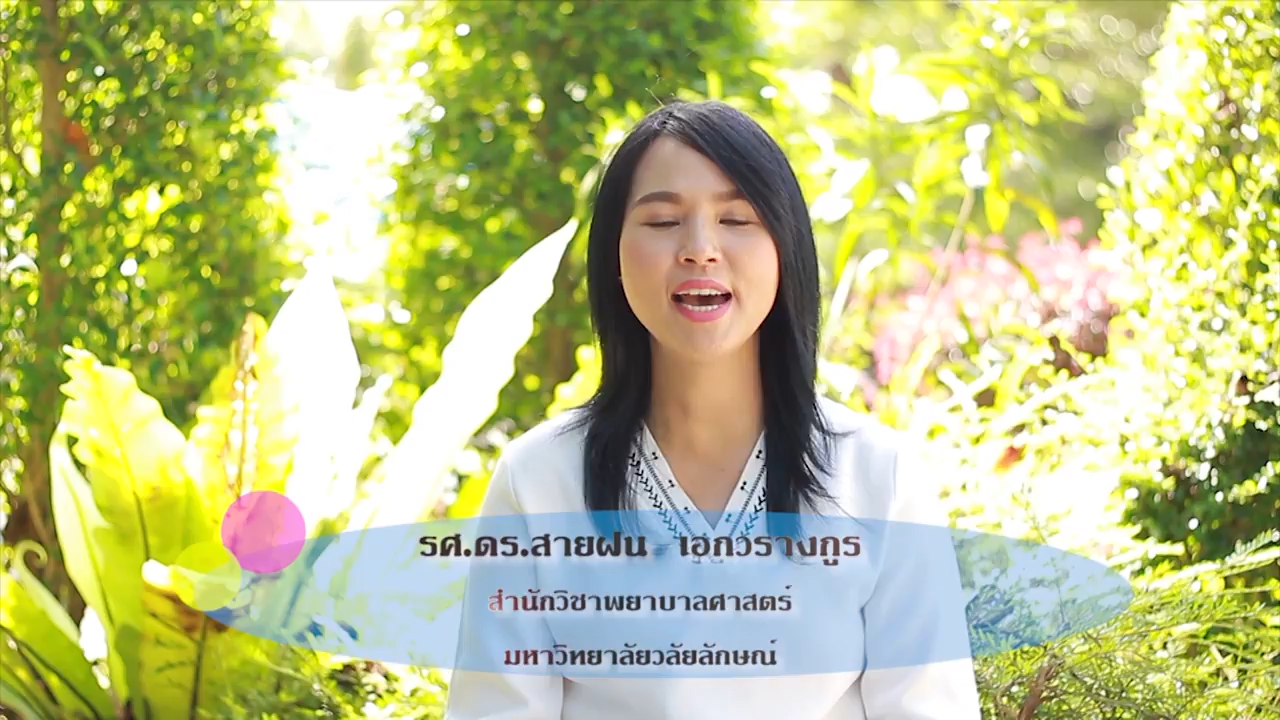 รศ.ดร.สายฝน เอกวรางกูร
สำนักวิชาพยาบาลศาสตร์
มหาวิทยาลัยวลัยลักษณ์